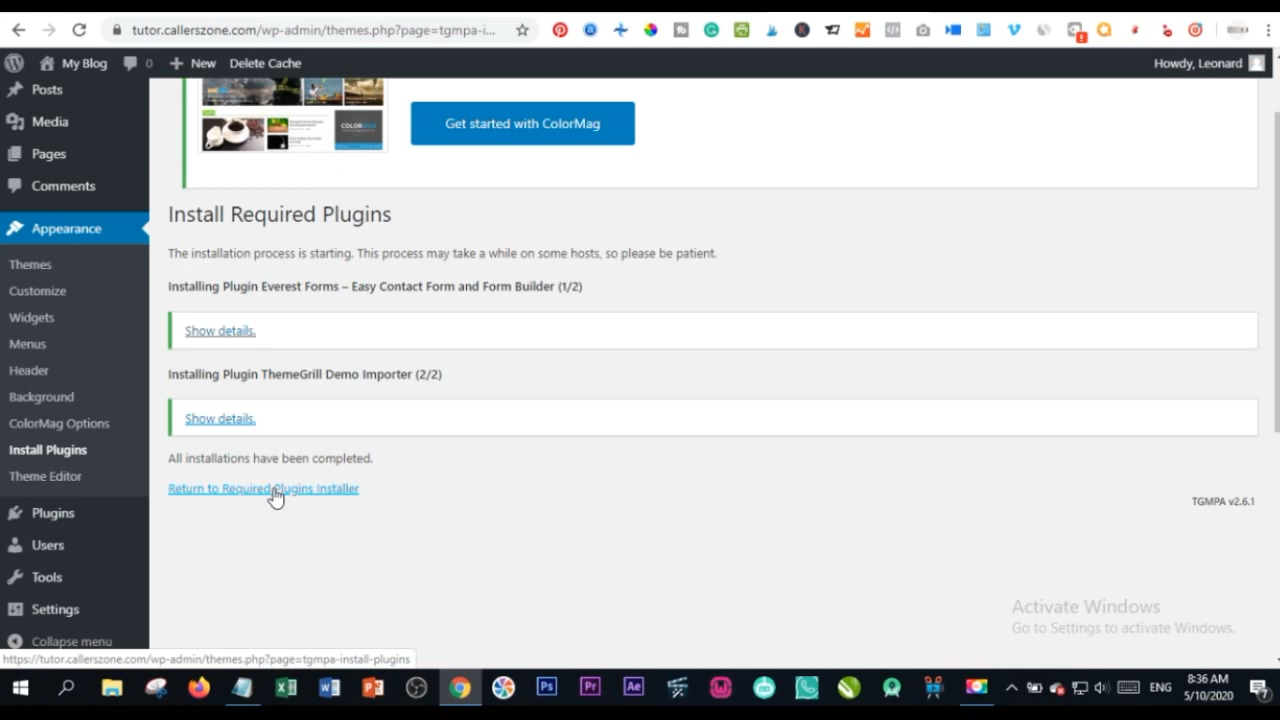 tutor.callerszone.com/wp-admin/themes.php?page=tgmpa-i...
My Blog 0 New Delete Cache Howdy, Leonard
Posts
Media
Pages
Comments
Appearance
Themes
Customize
Widgets
Menus
Header
Background
ColorMag Options
Install Plugins
Theme Editor
Plugins
Users
Tools
Settings
Collapse menu
Get started with ColorMag
Install Required Plugins
The installation process is starting. This process may take a while on some hosts, so please be patient.
Installing Plugin Everest Forms – Easy Contact Form and Form Builder (1/2)
Show details.
Installing Plugin ThemeGrill Demo Importer (2/2)
Show details.
All installations have been completed.
Return to Required Plugins Installer
TGMPA v2.6.1
Activate Windows
Go to Settings to activate Windows.
https://tutor.callerszone.com/wp-admin/themes.php?page=tgmpa-install-plugins
Ps
Pr
Ae
ENG
8:36 AM
5/10/2020
7